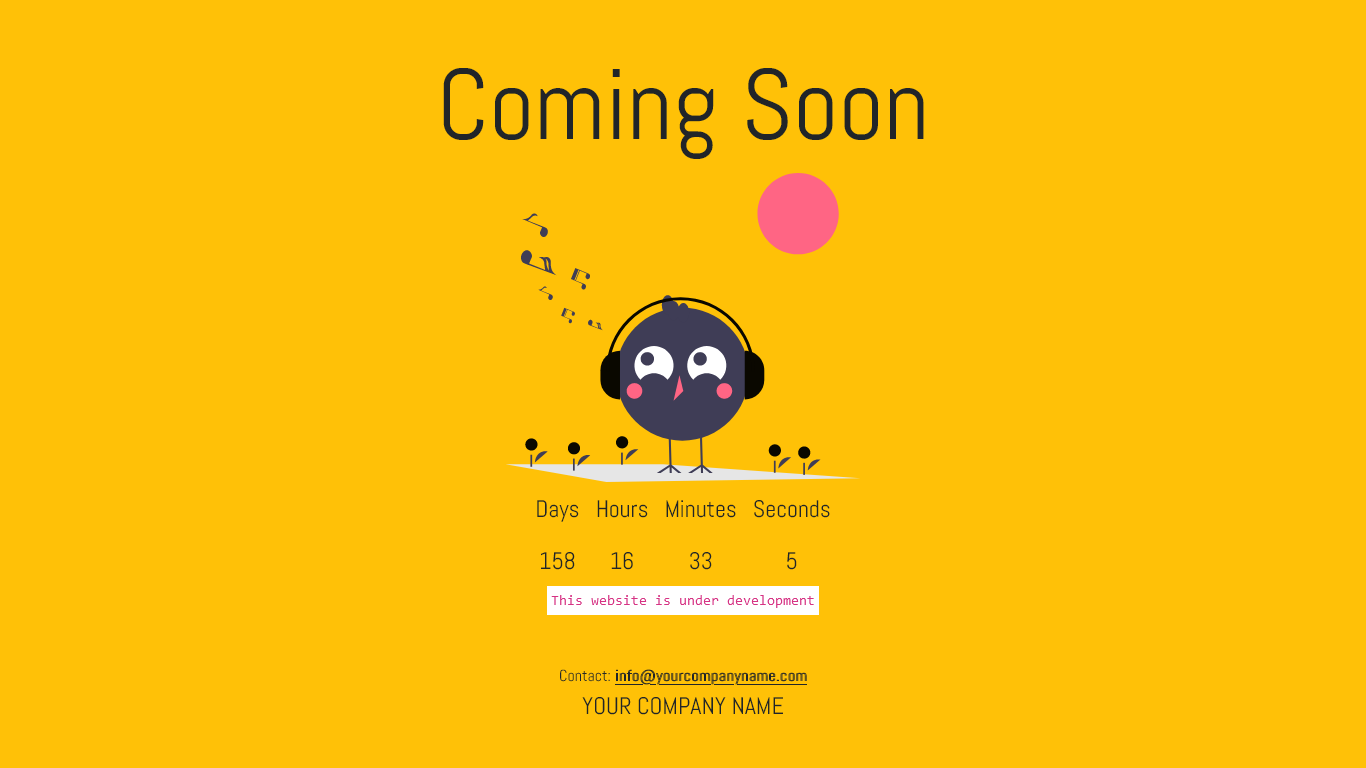 Coming Soon
Days Hours Minutes Seconds
158 16 33 5
This website is under development
Contact: info@yourcompanyname.com
YOUR COMPANY NAME